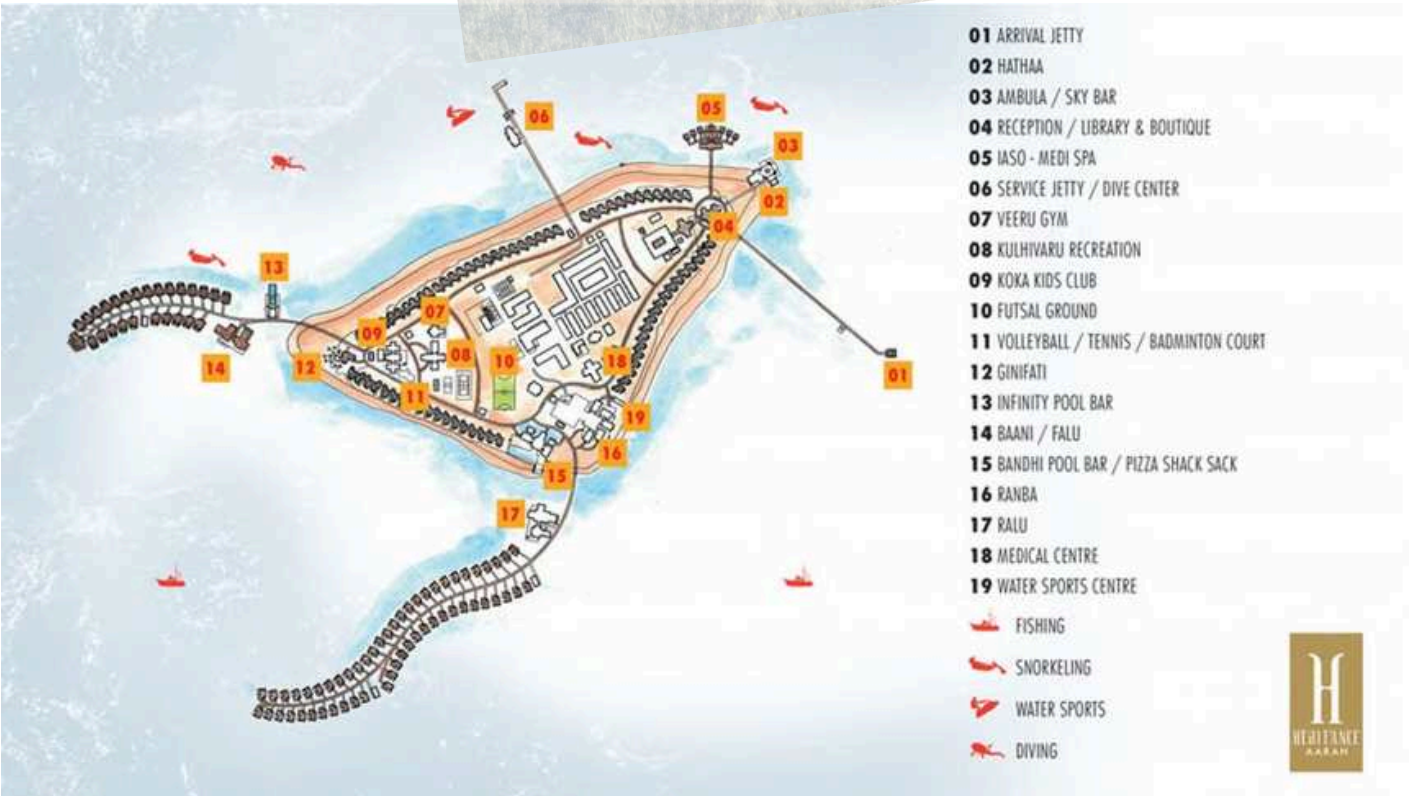 01 ARRIVAL JETTY
02 HATHAA
03 AMBULA / SKY BAR
04 RECEPTION / LIBRARY & BOUTIQUE
05 IASO - MEDI SPA
06 SERVICE JETTY / DIVE CENTER
07 VEERU GYM
08 KULHIVARU RECREATION
09 KOKA KIDS CLUB
10 FUTSAL GROUND
11 VOLLEYBALL / TENNIS / BADMINTON COURT
12 GINIFATI
13 INFINITY POOL BAR
14 BAANI / FALU
15 BANDHI POOL BAR / PIZZA SHACK SACK
16 RANBA
17 RALU
18 MEDICAL CENTRE
19 WATER SPORTS CENTRE
FISHING
SNORKELING
WATER SPORTS
DIVING
06
05
03
02
04
13
07
09
08
10
18
14
12
11
01
19
16
15
17
H
HERITANCE
AARAH